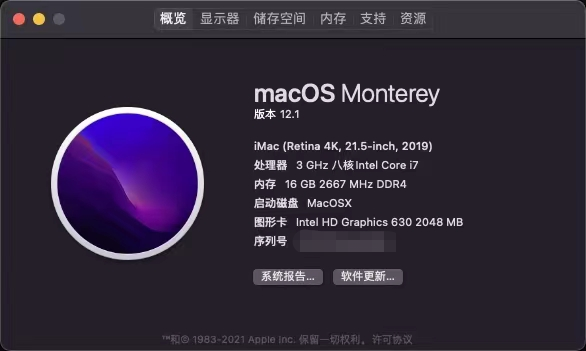 概览 显示器 储存空间 内存 支持 资源
macOS Monterey
版本 12.1
iMac (Retina 4K, 21.5-inch, 2019)
处理器 3 GHz 八核Intel Core i7
内存 16 GB 2667 MHz DDR4
启动磁盘 MacOSX
图形卡 Intel HD Graphics 630 2048 MB
序列号
系统报告... 软件更新...
™和© 1983-2021 Apple Inc. 保留一切权利。许可协议